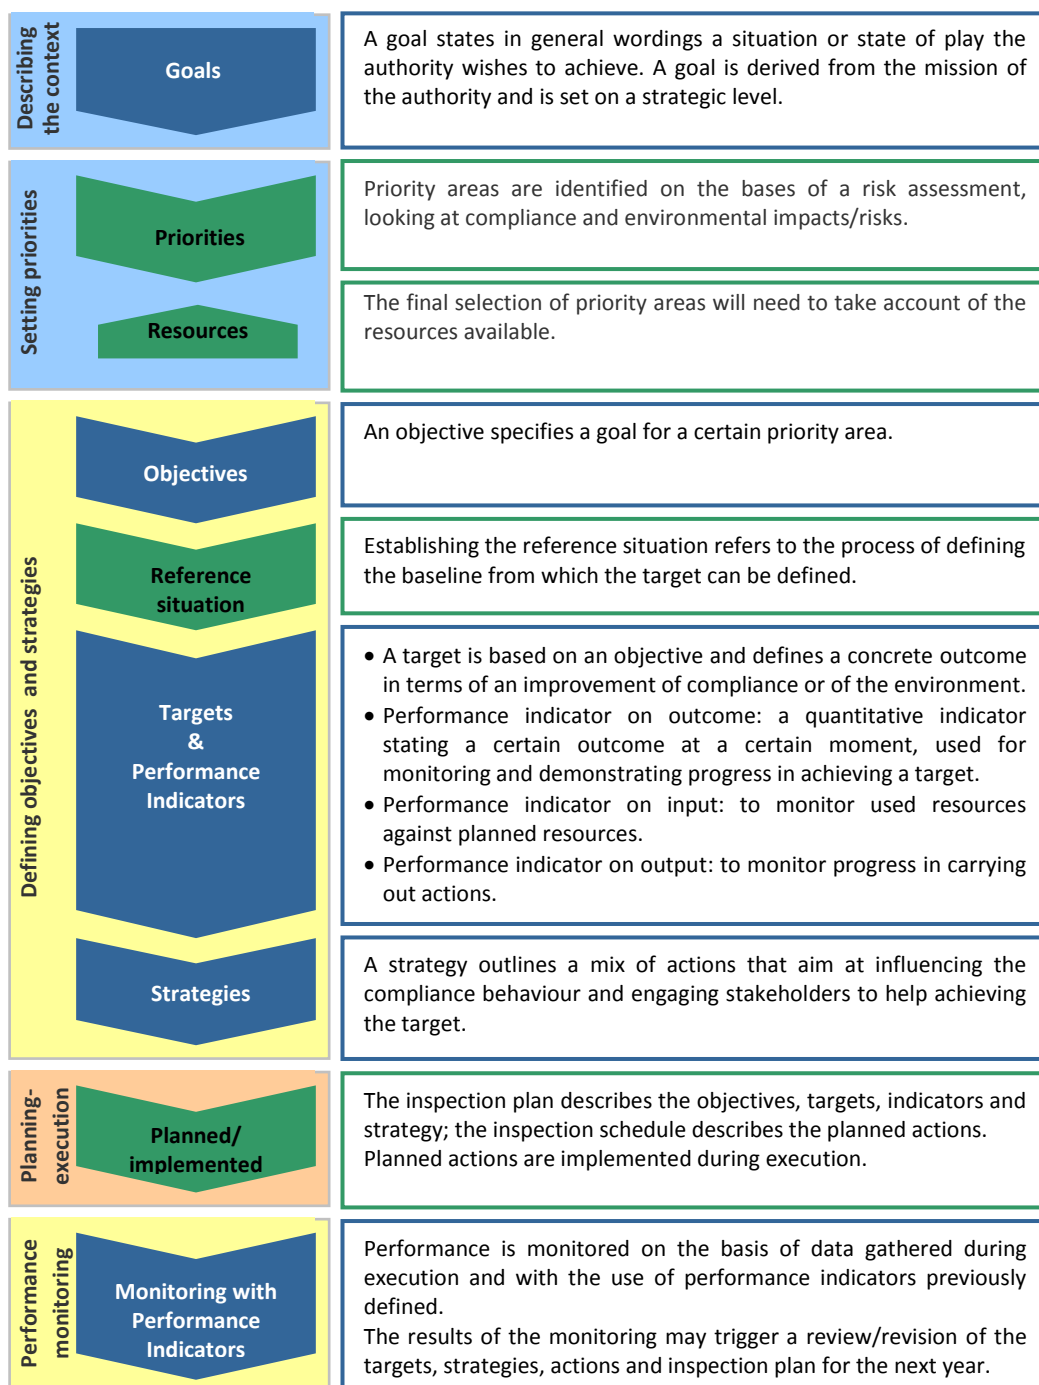 Describing
the context
Goals
A goal states in general wordings a situation or state of play the
authority wishes to achieve. A goal is derived from the mission of
the authority and is set on a strategic level.
Setting priorities
Priorities
Priority areas are identified on the bases of a risk assessment,
looking at compliance and environmental impacts/risks.
Resources
The final selection of priority areas will need to take account of the
resources available.
Defining objectives and strategies
Objectives
An objective specifies a goal for a certain priority area.
Reference
situation
Establishing the reference situation refers to the process of defining
the baseline from which the target can be defined.
Targets
&
Performance
Indicators
• A target is based on an objective and defines a concrete outcome
in terms of an improvement of compliance or of the environment.
• Performance indicator on outcome: a quantitative indicator
stating a certain outcome at a certain moment, used for
monitoring and demonstrating progress in achieving a target.
• Performance indicator on input: to monitor used resources
against planned resources.
• Performance indicator on output: to monitor progress in carrying
out actions.
Strategies
A strategy outlines a mix of actions that aim at influencing the
compliance behaviour and engaging stakeholders to help achieving
the target.
Planning-
execution
Planned/
implemented
The inspection plan describes the objectives, targets, indicators and
strategy; the inspection schedule describes the planned actions.
Planned actions are implemented during execution.
Performance
monitoring
Monitoring with
Performance
Indicators
Performance is monitored on the basis of data gathered during
execution and with the use of performance indicators previously
defined.
The results of the monitoring may trigger a review/revision of the
targets, strategies, actions and inspection plan for the next year.